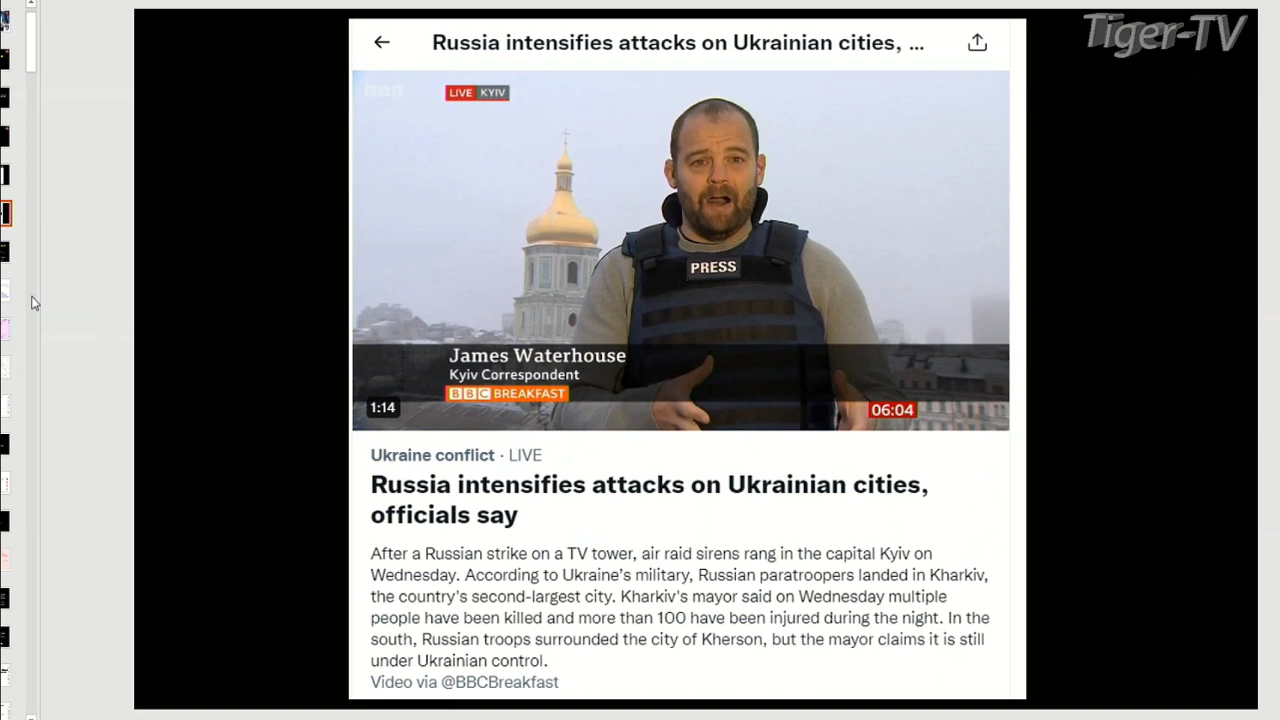 Tiger-TV
Russia intensifies attacks on Ukrainian cities, ...
BBC
LIVE KYIV
PRESS
James Waterhouse
Kyiv Correspondent
BBC BREAKFAST
1:14
06:04
Ukraine conflict · LIVE
Russia intensifies attacks on Ukrainian cities,
officials say
After a Russian strike on a TV tower, air raid sirens rang in the capital Kyiv on
Wednesday. According to Ukraine's military, Russian paratroopers landed in Kharkiv,
the country's second-largest city. Kharkiv's mayor said on Wednesday multiple
people have been killed and more than 100 have been injured during the night. In the
south, Russian troops surrounded the city of Kherson, but the mayor claims it is still
under Ukrainian control.
Video via @BBCBreakfast